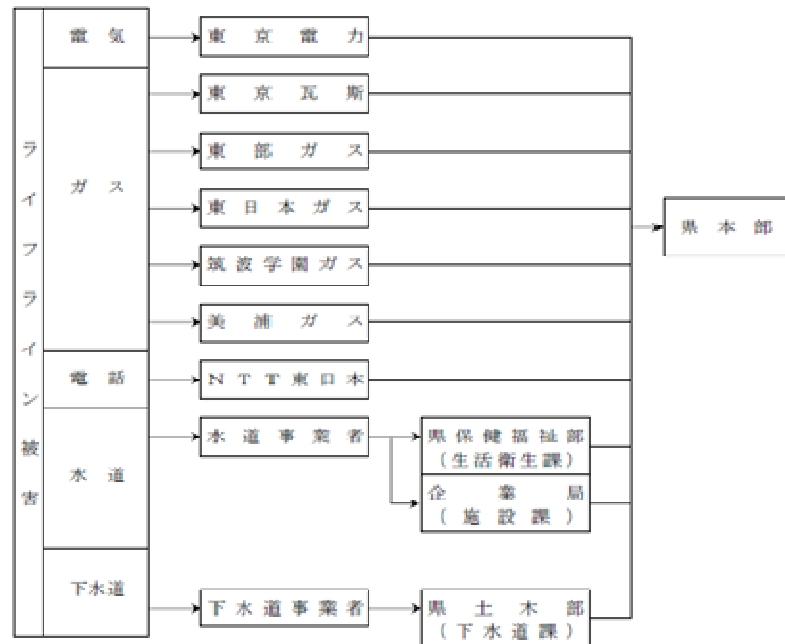 ライフライン被害
電気
東京電力
東京瓦斯
東部ガス
ガス
東日本ガス
県本部
筑波学園ガス
美浦ガス
電話
NTT東日本
水道事業者
県保健福祉部
(生活衛生課)
水道
企業局
(施設課)
下水道
下水道事業者
県土木部
(下水道課)